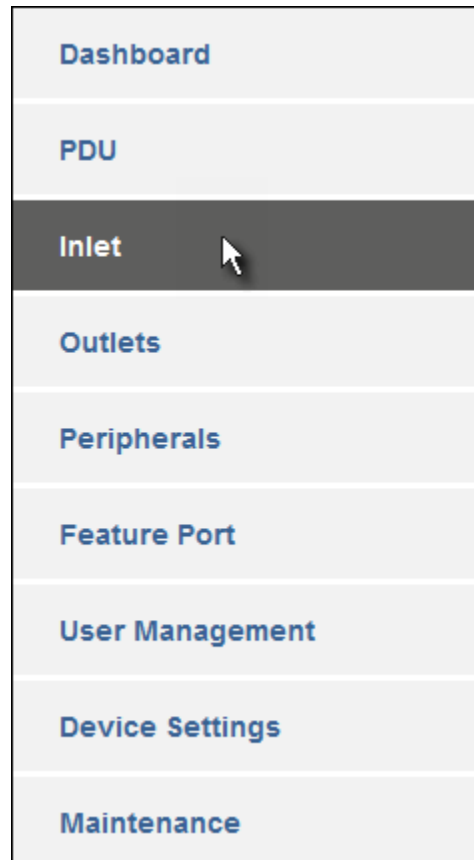 Dashboard
PDU
Inlet
Outlets
Peripherals
Feature Port
User Management
Device Settings
Maintenance